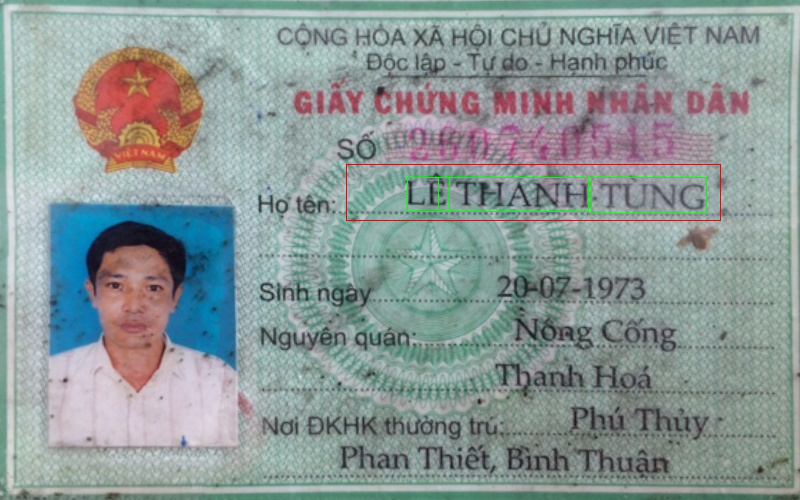 CỘNG HÒA XÃ HỘI CHỦ NGHĨA VIỆT NAM
Độc lập - Tự do - Hạnh phúc
GIẤY CHỨNG MINH NHÂN DÂN
SỐ
Họ tên: LÊ THANH TÙNG
Sinh ngày 20-07-1973
Nguyên quán: Nông Cống
Thanh Hoá
Nơi ĐKHK thường trú: Phú Thủy
Phan Thiết, Bình Thuận
VIỆT NAM